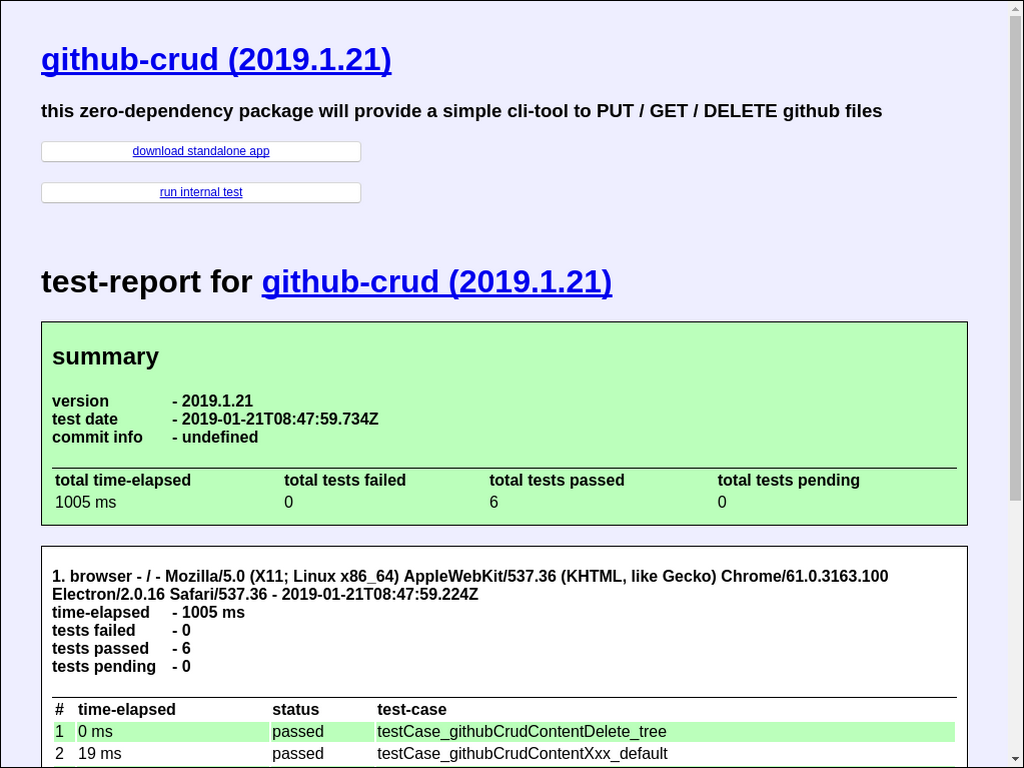 github-crud (2019.1.21)
this zero-dependency package will provide a simple cli-tool to PUT / GET / DELETE github files
download standalone app
run internal test
test-report for github-crud (2019.1.21)
summary
version - 2019.1.21
test date - 2019-01-21T08:47:59.734Z
commit info - undefined
total time-elapsed total tests failed total tests passed total tests pending
1005 ms 0 6 0
1. browser - / - Mozilla/5.0 (X11; Linux x86_64) AppleWebKit/537.36 (KHTML, like Gecko) Chrome/61.0.3163.100
Electron/2.0.16 Safari/537.36 - 2019-01-21T08:47:59.224Z
time-elapsed - 1005 ms
tests failed - 0
tests passed - 6
tests pending - 0
# time-elapsed status test-case
1 0 ms passed testCase_githubCrudContentDelete_tree
2 19 ms passed testCase_githubCrudContentXxx_default